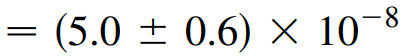 = (5.0 ± 0.6) × 10⁻⁸